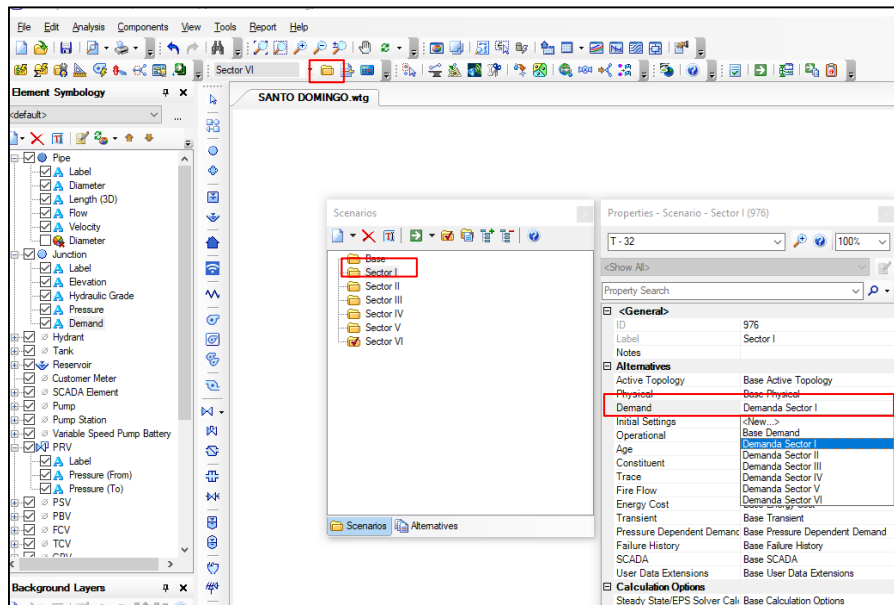 File Edit Analysis Components View Tools Report Help
Sector VI
Element Symbology
<default>
...
Pipe
Label
Diameter
Length (3D)
Flow
Velocity
Diameter
Junction
Label
Elevation
Hydraulic Grade
Pressure
Demand
Hydrant
Tank
Reservoir
Customer Meter
SCADA Element
Pump
Pump Station
Variable Speed Pump Battery
PRV
Label
Pressure (From)
Pressure (To)
PSV
PBV
FCV
TCV
GPV
Background Layers
SANTO DOMINGO.wtg
Scenarios
Base
Sector I
Sector II
Sector III
Sector IV
Sector V
Sector VI
Scenarios Alternatives
Properties - Scenario - Sector I (976)
T - 32 100%
<Show All>
Property Search
<General>
ID 976
Label Sector I
Notes
Alternatives
Active Topology Base Active Topology
Physical Base Physical
Demand Demanda Sector I
Initial Settings <New...>
Operational Base Demand
Demanda Sector I
Age Demanda Sector II
Constituent Demanda Sector III
Trace Demanda Sector IV
Fire Flow Demanda Sector V
Demanda Sector VI
Energy Cost Base Energy Cost
Transient Base Transient
Pressure Dependent Demanc Base Pressure Dependent Demand
Failure History Base Failure History
SCADA Base SCADA
User Data Extensions Base User Data Extensions
Calculation Options
Steady State/EPS Solver Calc Base Calculation Options